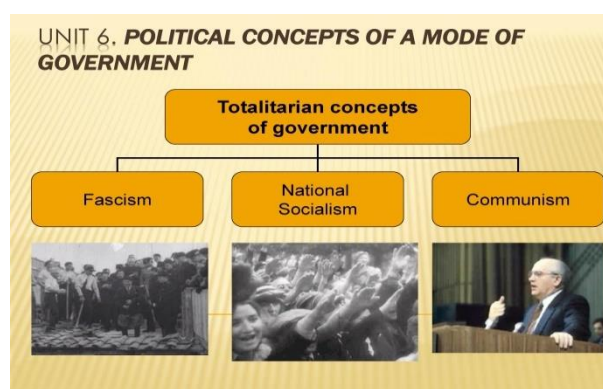 UNIT 6. POLITICAL CONCEPTS OF A MODE OF
GOVERNMENT
Totalitarian concepts
of government
Fascism
National
Socialism
Communism